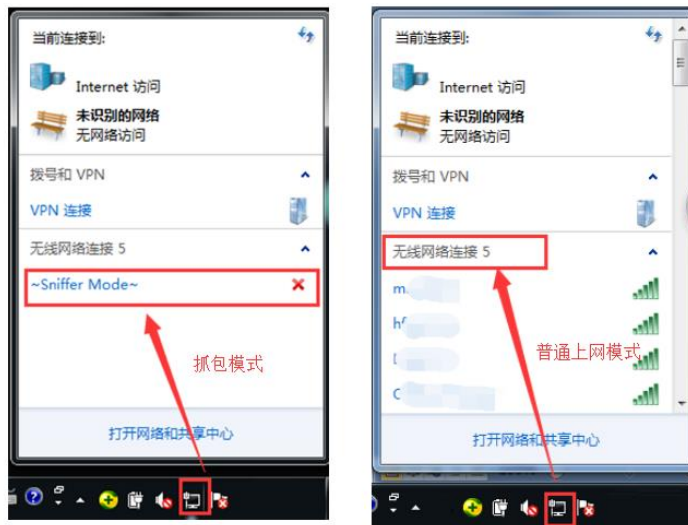 当前连接到:
Internet 访问
未识别的网络
无网络访问
拨号和 VPN
VPN 连接
无线网络连接 5
~Sniffer Mode~
抓包模式
打开网络和共享中心
当前连接到:
Internet 访问
未识别的网络
无网络访问
拨号和 VPN
VPN 连接
无线网络连接 5
普通上网模式
打开网络和共享中心